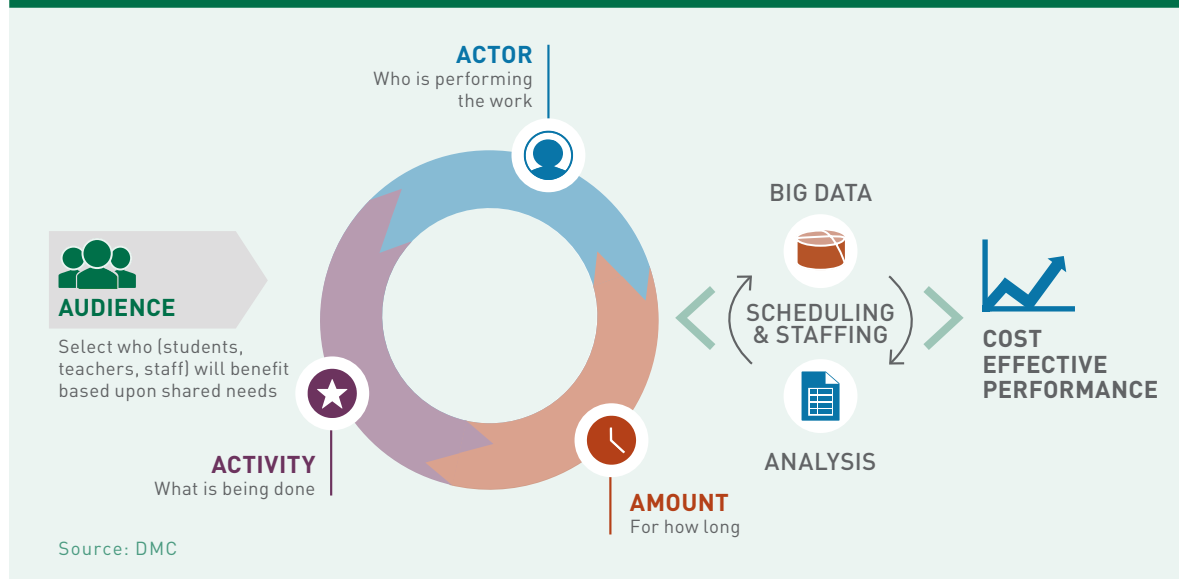 ACTOR
Who is performing
the work
AUDIENCE
Select who (students,
teachers, staff) will benefit
based upon shared needs
ACTIVITY
What is being done
AMOUNT
For how long
BIG DATA
SCHEDULING
& STAFFING
ANALYSIS
COST
EFFECTIVE
PERFORMANCE
Source: DMC